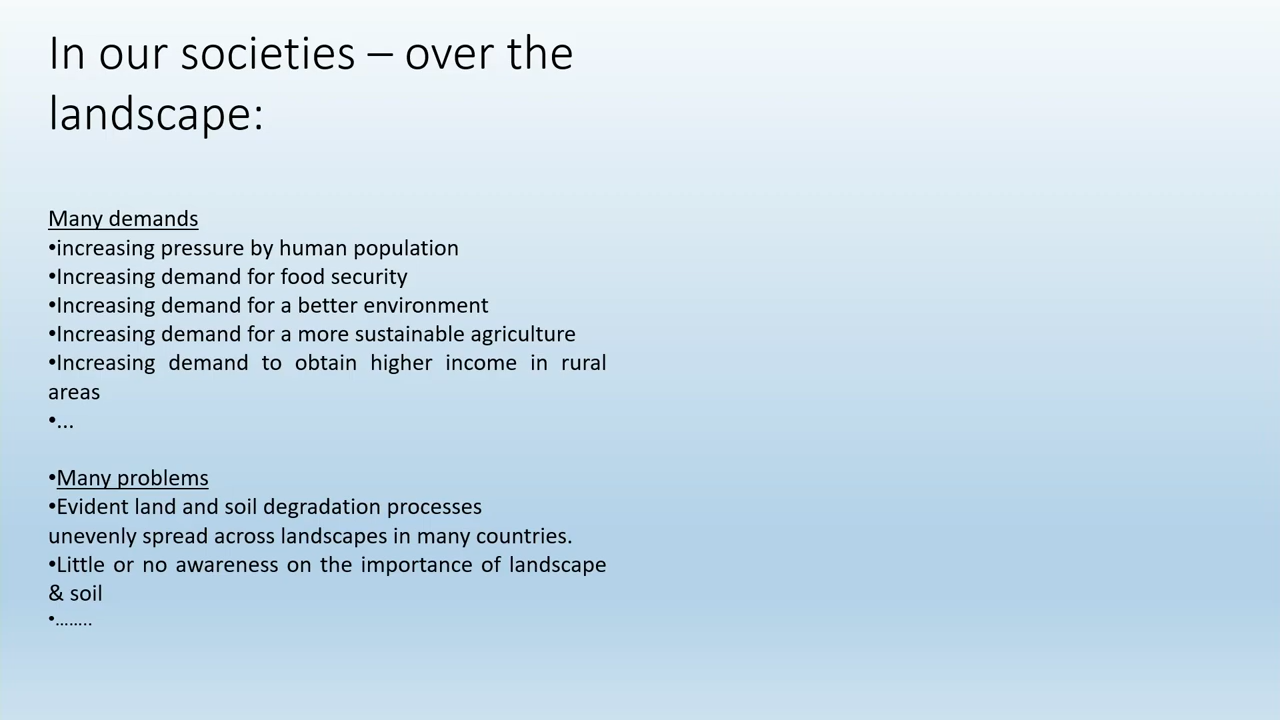 In our societies – over the
landscape:
Many demands
•increasing pressure by human population
•Increasing demand for food security
•Increasing demand for a better environment
•Increasing demand for a more sustainable agriculture
•Increasing demand to obtain higher income in rural
areas
•...
•Many problems
•Evident land and soil degradation processes
unevenly spread across landscapes in many countries.
•Little or no awareness on the importance of landscape
& soil
•........